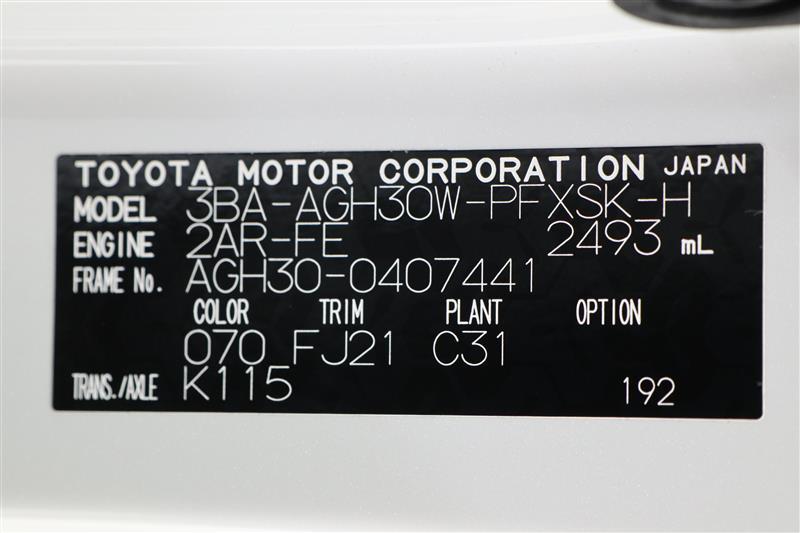 TOYOTA MOTOR CORPORATION JAPAN
MODEL 3BA-AGH30W-PFXSK-H
ENGINE 2AR-FE 2493 mL
FRAME No. AGH30-0407441
COLOR TRIM PLANT OPTION
070 FJ21 C31
TRANS./AXLE K115 192